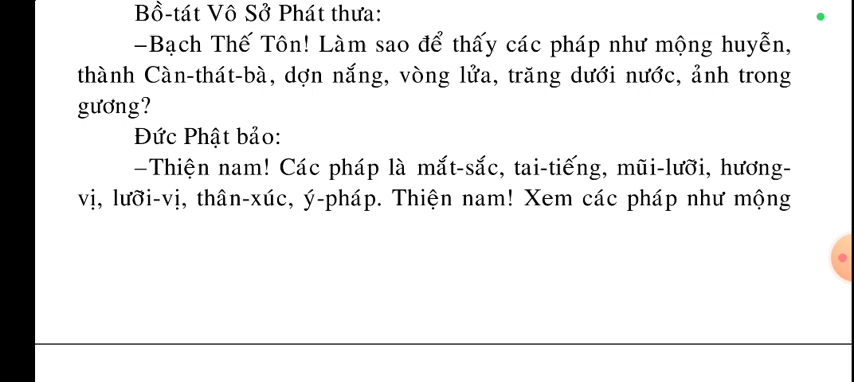 Bồ-tát Vô Sở Phát thưa:
–Bạch Thế Tôn! Làm sao để thấy các pháp như mộng huyễn,
thành Càn-thát-bà, dợn nắng, vòng lửa, trăng dưới nước, ảnh trong
gương?
Đức Phật bảo:
–Thiện nam! Các pháp là mắt-sắc, tai-tiếng, mũi-lưỡi, hương-
vị, lưỡi-vị, thân-xúc, ý-pháp. Thiện nam! Xem các pháp như mộng